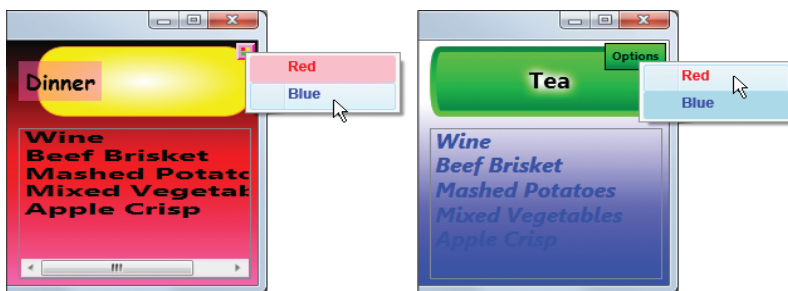 Dinner
Red
Blue
Wine
Beef Brisket
Mashed Potato
Mixed Vegetab
Apple Crisp
Options
Tea
Red
Blue
Wine
Beef Brisket
Mashed Potatoes
Mixed Vegetables
Apple Crisp